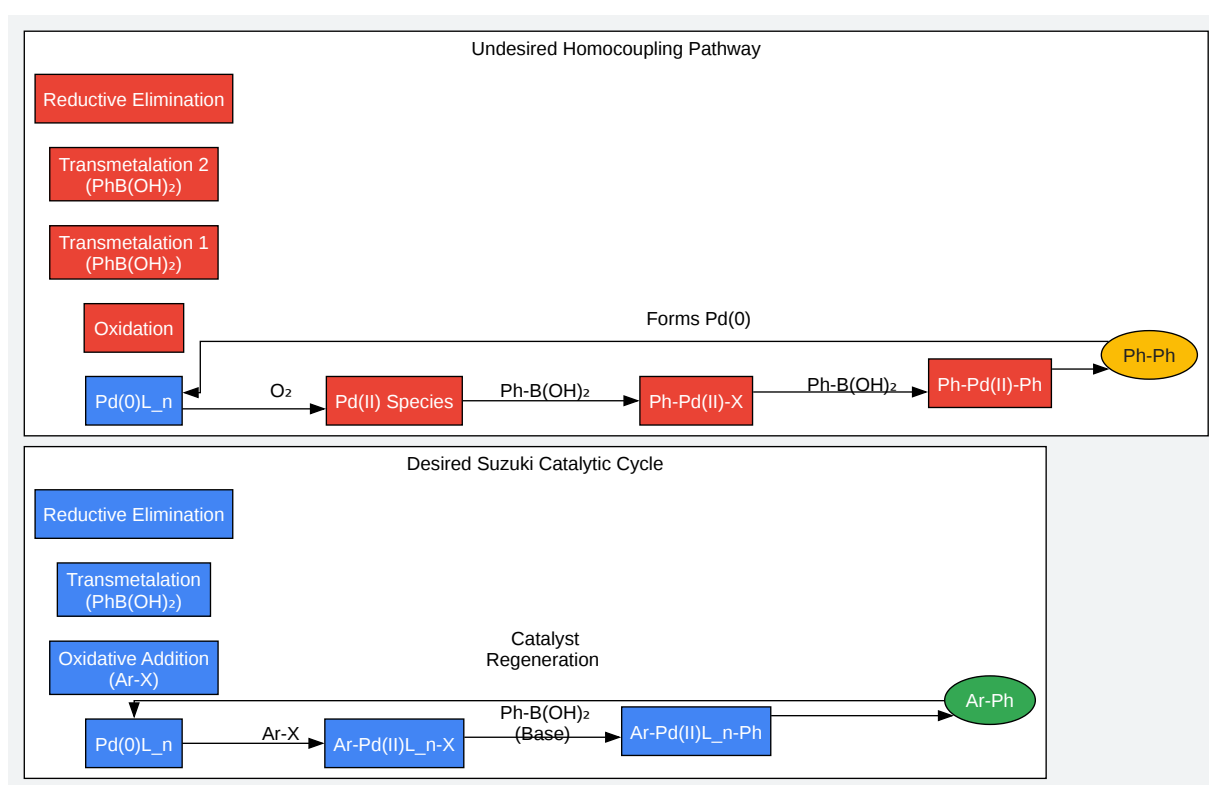 Undesired Homocoupling Pathway
Reductive Elimination
Transmetalation 2
(PhB(OH)₂)
Transmetalation 1
(PhB(OH)₂)
Oxidation
Forms Pd(0)
Ph-Ph
Pd(0)L_n
O₂
Pd(II) Species
Ph-B(OH)₂
Ph-Pd(II)-X
Ph-B(OH)₂
Ph-Pd(II)-Ph
Desired Suzuki Catalytic Cycle
Reductive Elimination
Transmetalation
(PhB(OH)₂)
Oxidative Addition
(Ar-X)
Catalyst
Regeneration
Ar-Ph
Pd(0)L_n
Ar-X
Ar-Pd(II)L_n-X
Ph-B(OH)₂
(Base)
Ar-Pd(II)L_n-Ph